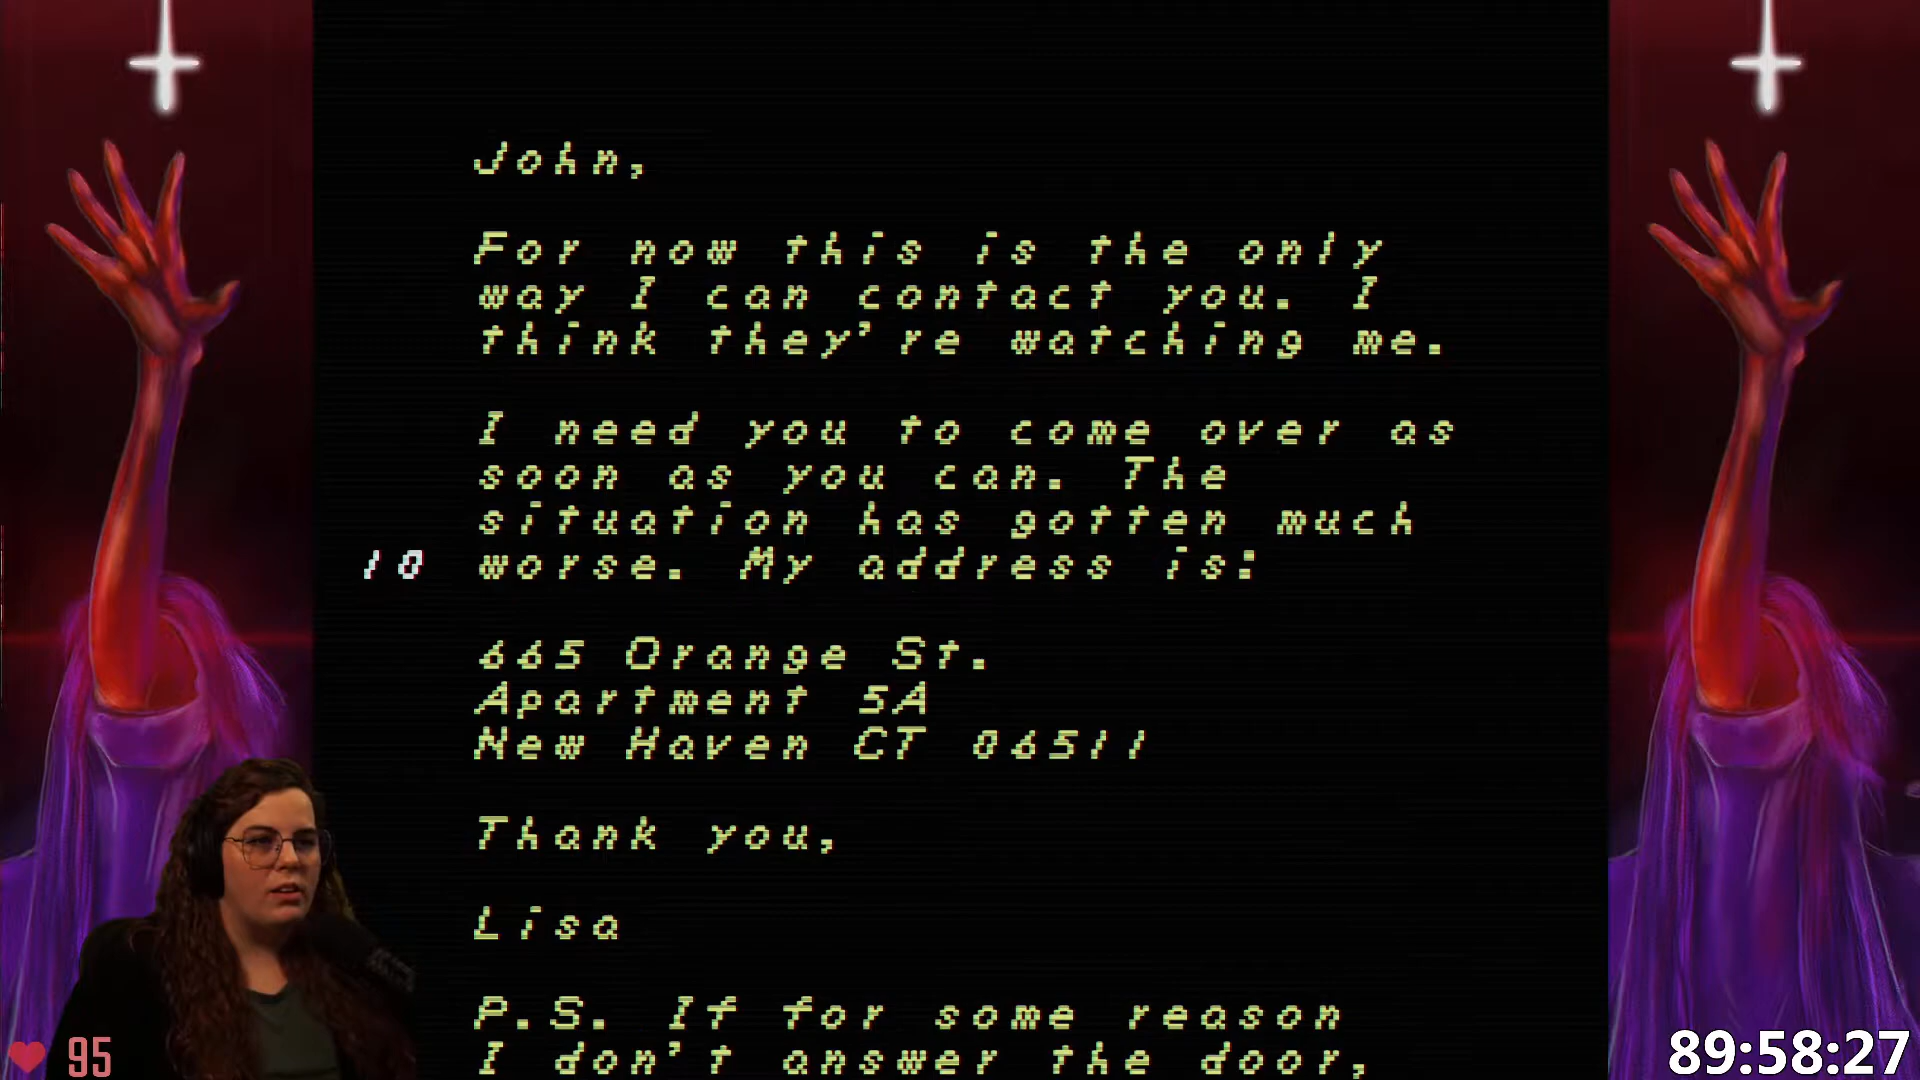 John,
For now this is the only
way I can contact you. I
think they're watching me.
I need you to come over as
soon as you can. The
situation has gotten much
10 worse. My address is:
665 Orange St.
Apartment 5A
New Haven CT 06511
Thank you,
Lisa
P.S. If for some reason
I don't answer the door,
95
89:58:27